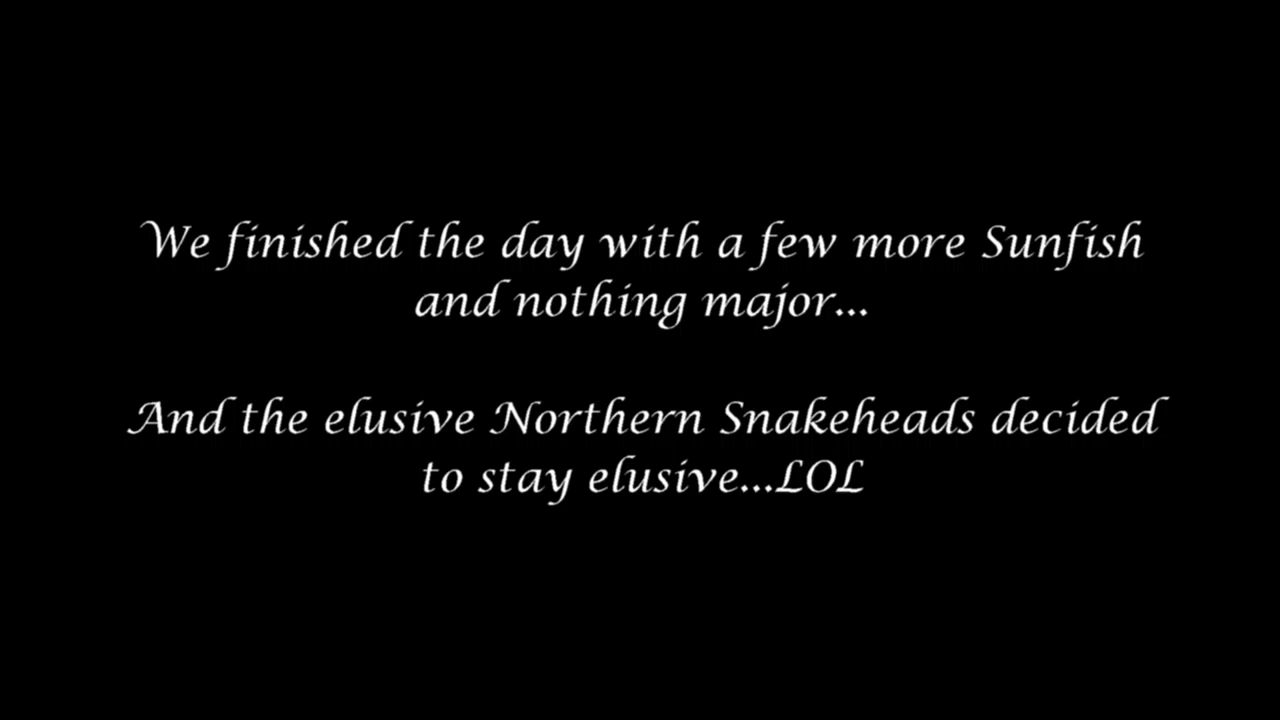 We finished the day with a few more Sunfish
and nothing major...
And the elusive Northern Snakeheads decided
to stay elusive...LOL